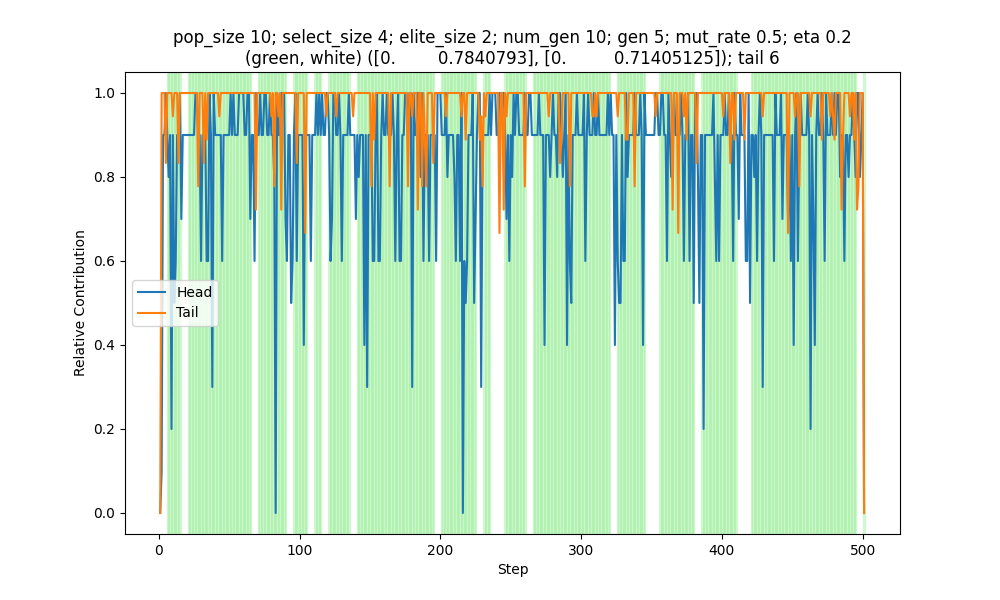 pop_size 10; select_size 4; elite_size 2; num_gen 10; gen 5; mut_rate 0.5; eta 0.2
(green, white) ([0. 0.7840793], [0. 0.71405125]); tail 6
1.0
0.8
0.6
0.4
0.2
0.0
Relative Contribution
Head
Tail
0 100 200 300 400 500
Step